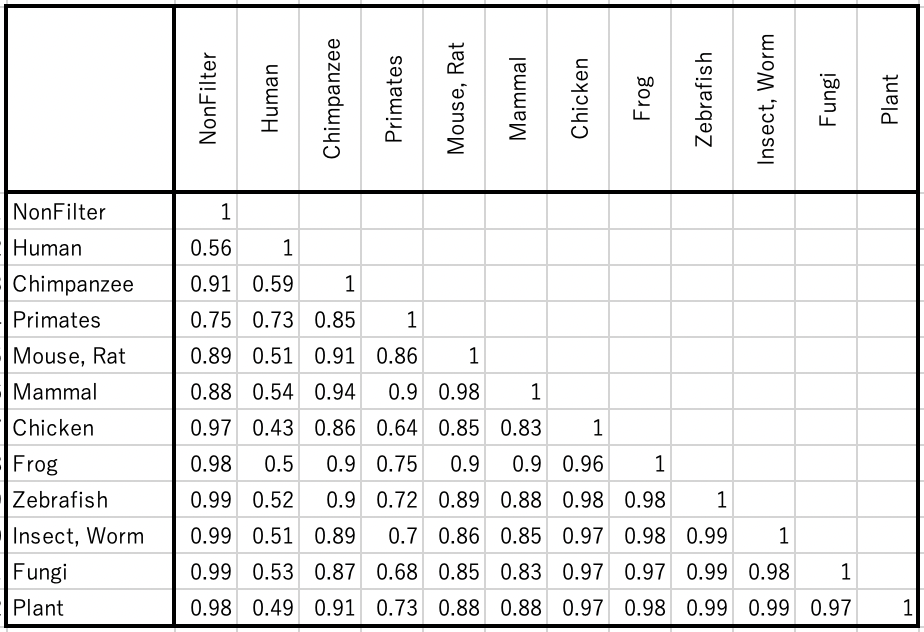 NonFilter Human Chimpanzee Primates Mouse, Rat Mammal Chicken Frog Zebrafish Insect, Worm Fungi Plant
NonFilter 1
Human 0.56 1
Chimpanzee 0.91 0.59 1
Primates 0.75 0.73 0.85 1
Mouse, Rat 0.89 0.51 0.91 0.86 1
Mammal 0.88 0.54 0.94 0.9 0.98 1
Chicken 0.97 0.43 0.86 0.64 0.85 0.83 1
Frog 0.98 0.5 0.9 0.75 0.9 0.9 0.96 1
Zebrafish 0.99 0.52 0.9 0.72 0.89 0.88 0.98 0.98 1
Insect, Worm 0.99 0.51 0.89 0.7 0.86 0.85 0.97 0.98 0.99 1
Fungi 0.99 0.53 0.87 0.68 0.85 0.83 0.97 0.97 0.99 0.98 1
Plant 0.98 0.49 0.91 0.73 0.88 0.88 0.97 0.98 0.99 0.99 0.97 1